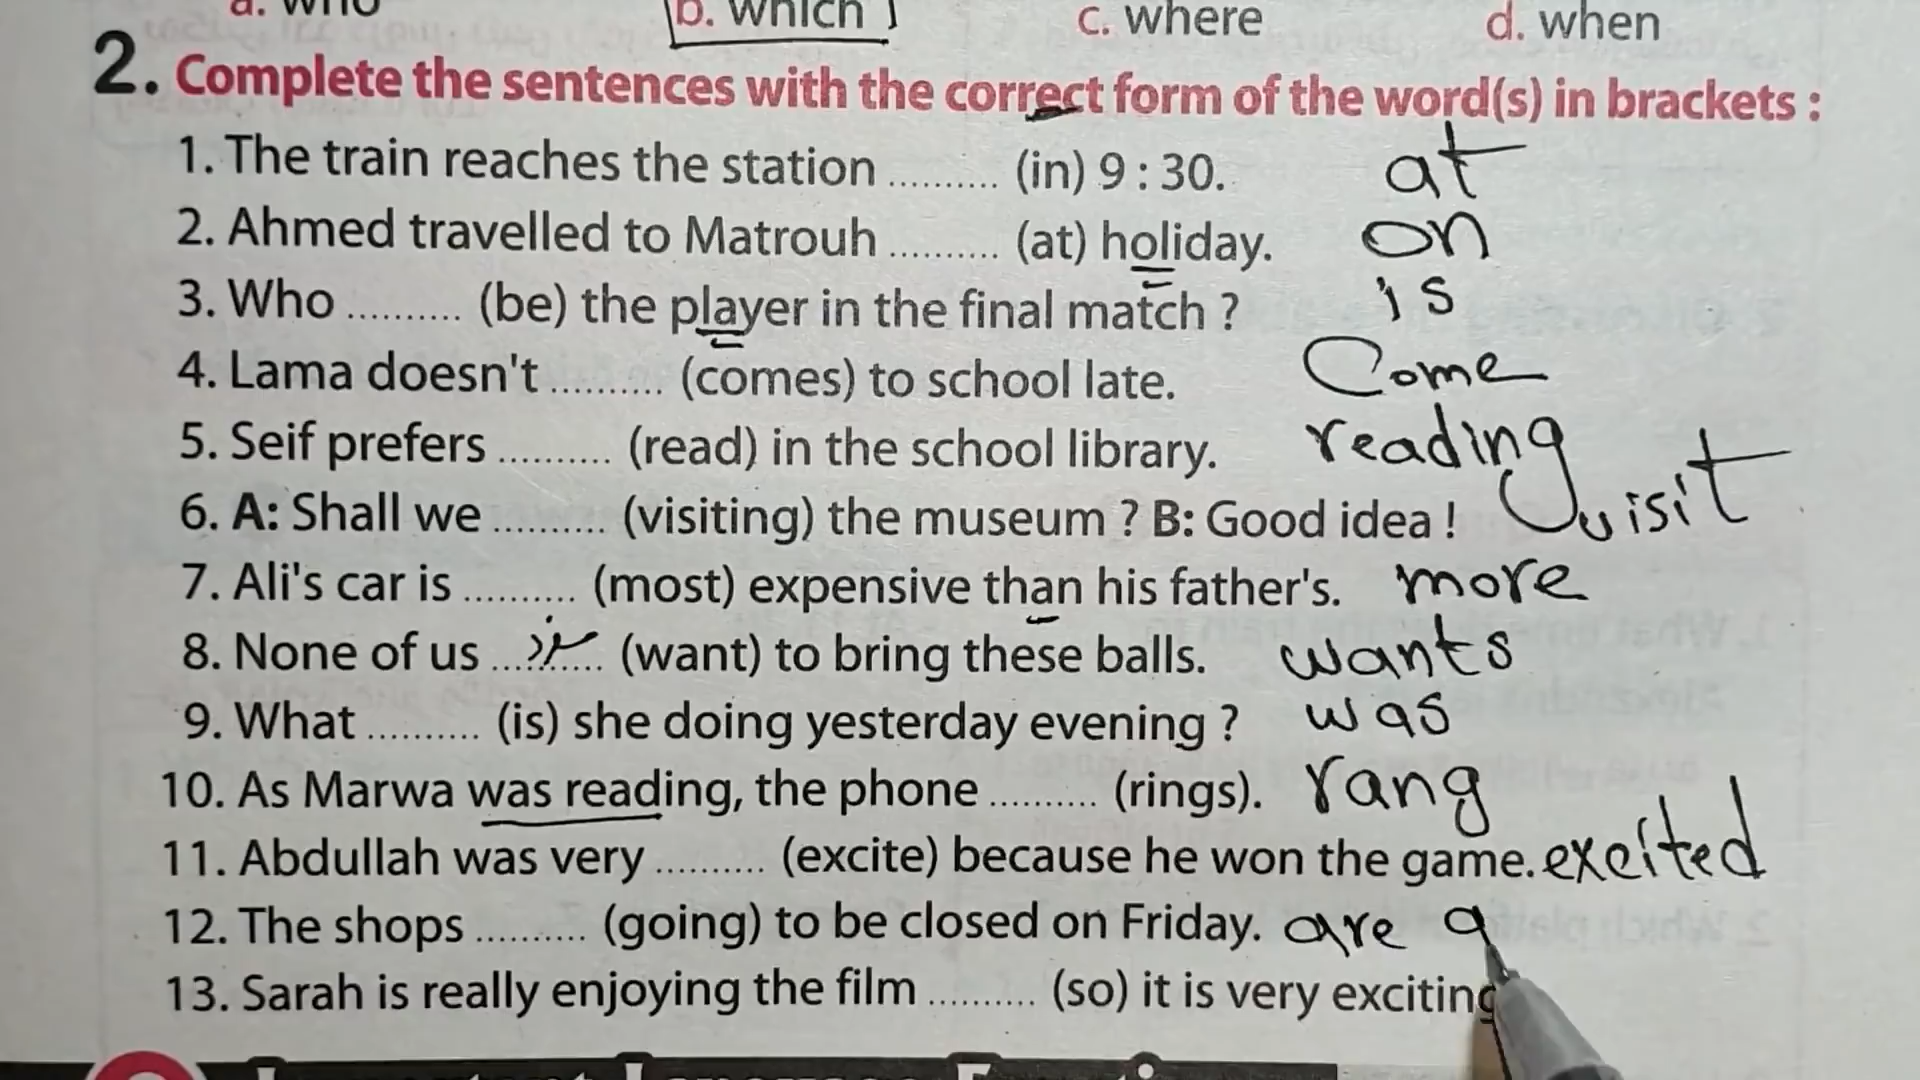 a. who b. which c. where d. when
2. Complete the sentences with the correct form of the word(s) in brackets :
1. The train reaches the station .......... (in) 9 : 30. at
2. Ahmed travelled to Matrouh .......... (at) holiday. on
3. Who .......... (be) the player in the final match ? is
4. Lama doesn't .......... (comes) to school late. Come
5. Seif prefers .......... (read) in the school library. reading
6. A: Shall we .......... (visiting) the museum ? B: Good idea ! visit
7. Ali's car is .......... (most) expensive than his father's. more
8. None of us .......... (want) to bring these balls. wants
9. What .......... (is) she doing yesterday evening ? was
10. As Marwa was reading, the phone .......... (rings). rang
11. Abdullah was very .......... (excite) because he won the game. excited
12. The shops .......... (going) to be closed on Friday. are g
13. Sarah is really enjoying the film .......... (so) it is very exciting